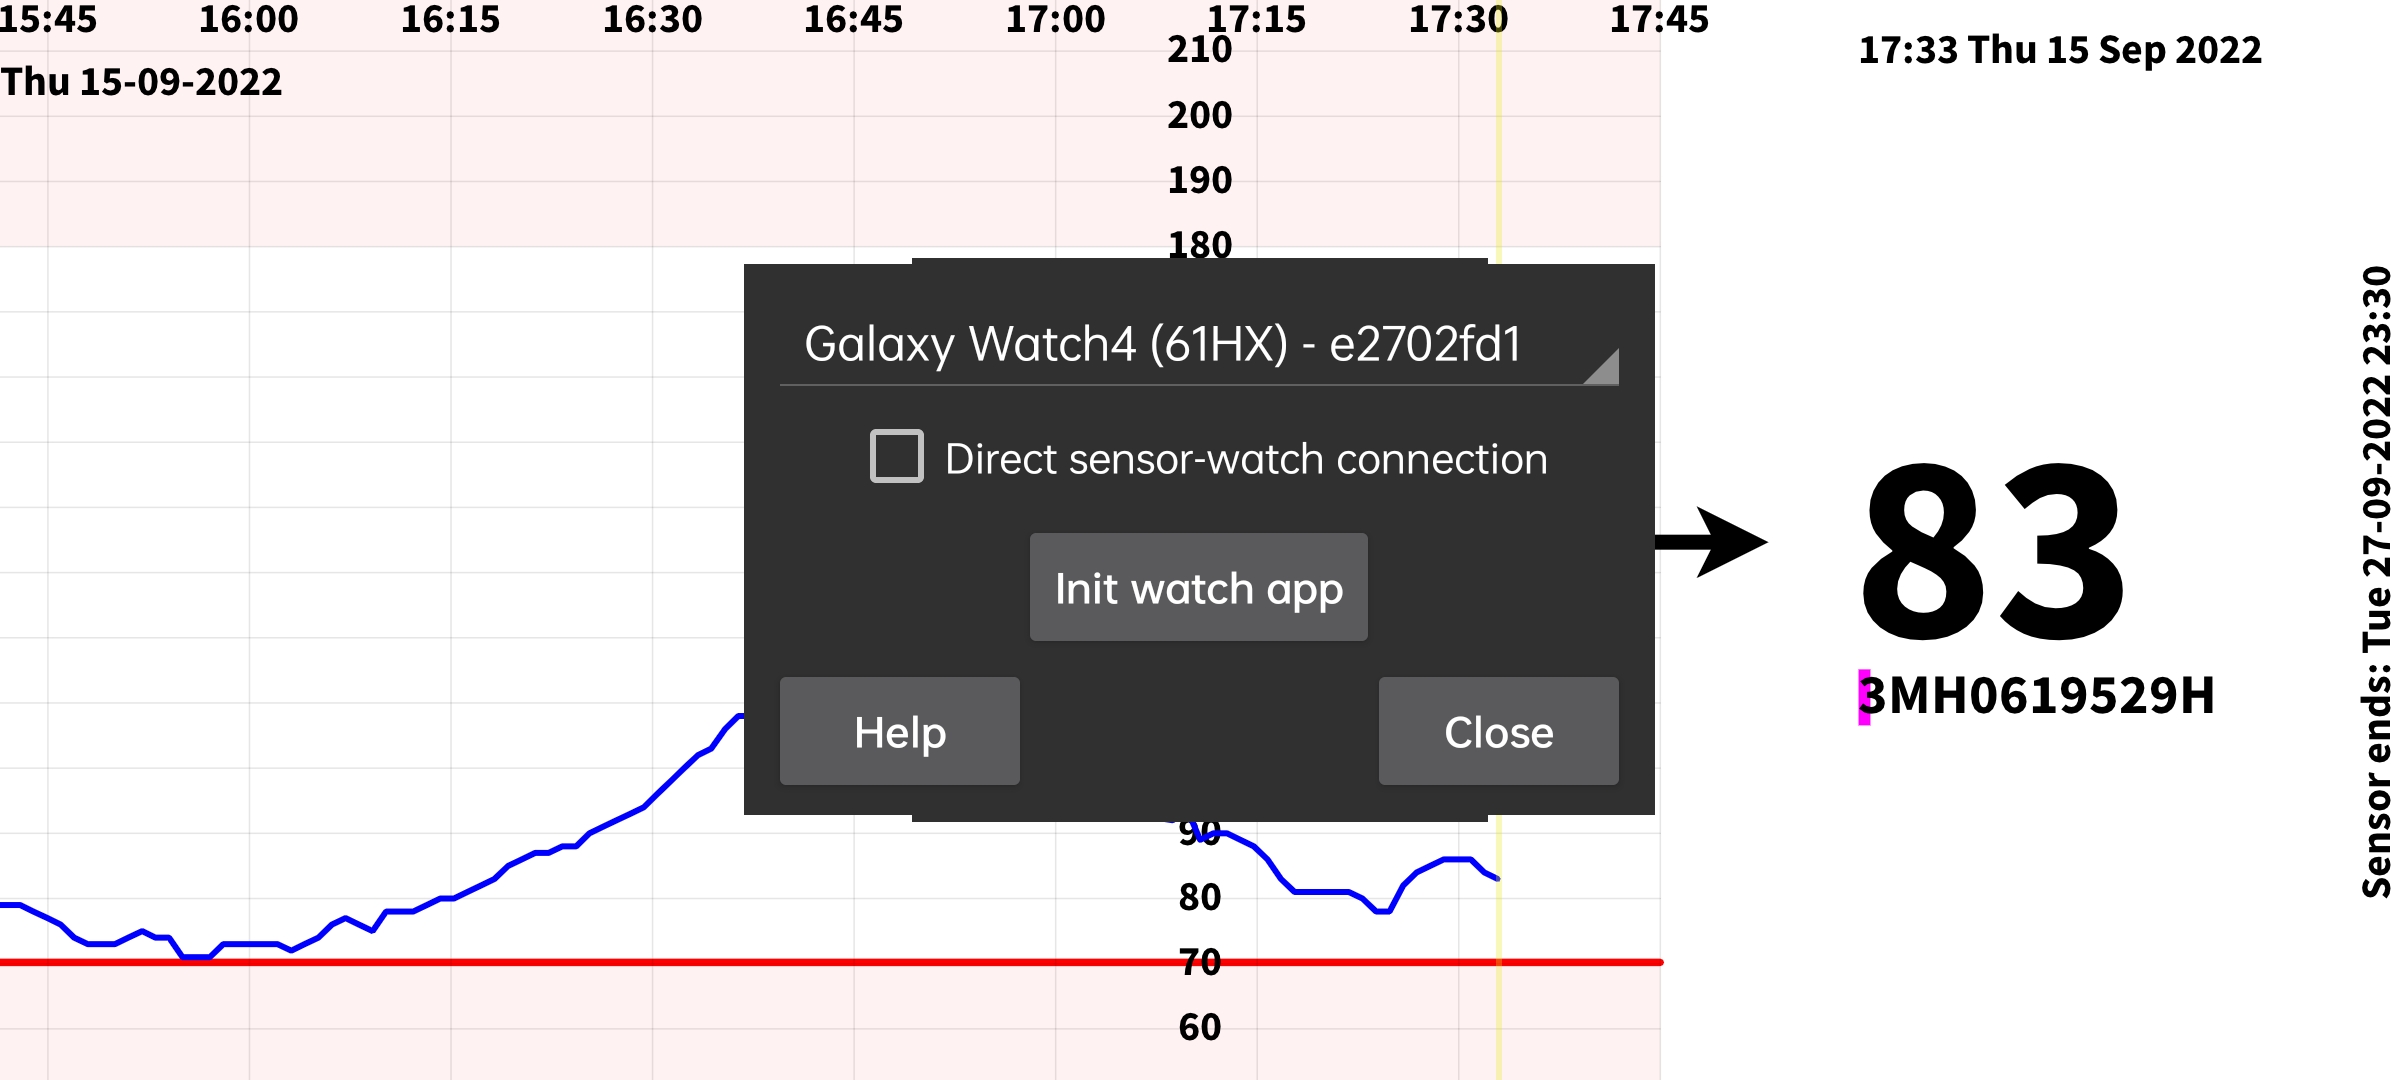 15:45 16:00 16:15 16:30 16:45 17:00 17:15 17:30 17:45
210
17:33 Thu 15 Sep 2022
Thu 15-09-2022
200
190
180
Galaxy Watch4 (61HX) - e2702fd1
Direct sensor-watch connection
Init watch app
Help
Close
83
3MH0619529H
Sensor ends: Tue 27-09-2022 23:30
90
80
70
60